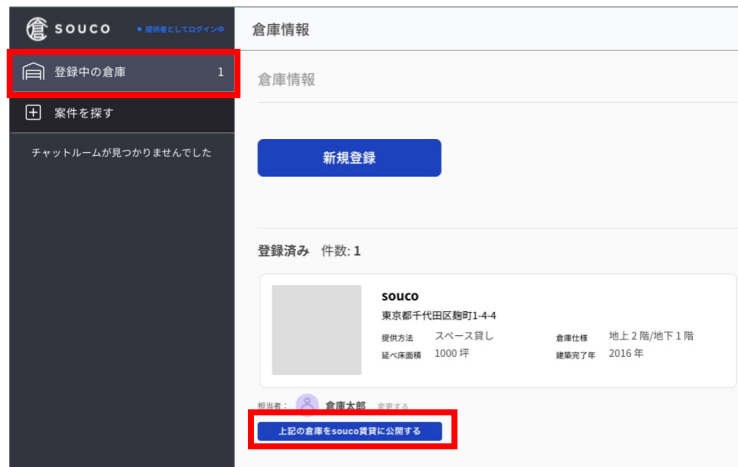 souco ● 提供者としてログイン中
倉庫情報
登録中の倉庫 1
案件を探す
チャットルームが見つかりませんでした
倉庫情報
新規登録
登録済み 件数: 1
souco
東京都千代田区麹町1-4-4
提供方法 スペース貸し 倉庫仕様 地上 2 階/地下 1 階
延べ床面積 1000 坪 建築完了年 2016 年
担当者： 倉庫太郎 変更する
上記の倉庫をsouco賃貸に公開する